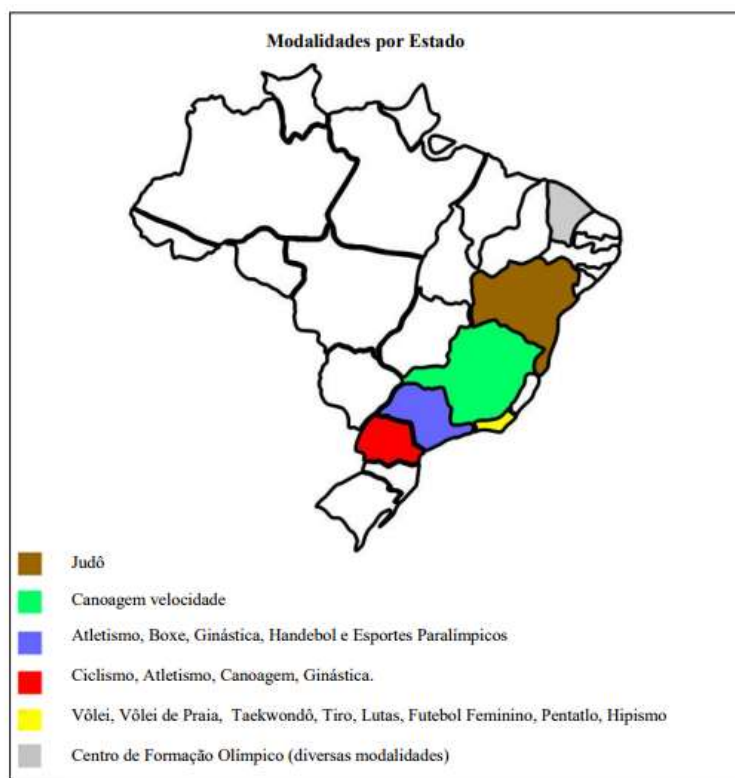 Modalidades por Estado
Judô
Canoagem velocidade
Atletismo, Boxe, Ginástica, Handebol e Esportes Paralímpicos
Ciclismo, Atletismo, Canoagem, Ginástica.
Vôlei, Vôlei de Praia, Taekwondô, Tiro, Lutas, Futebol Feminino, Pentatlo, Hipismo
Centro de Formação Olímpico (diversas modalidades)